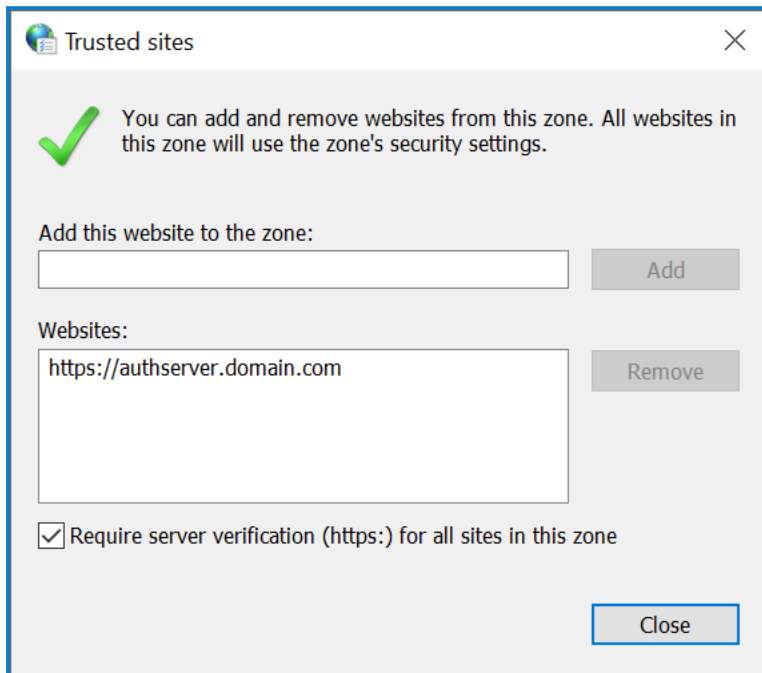 Trusted sites
You can add and remove websites from this zone. All websites in
this zone will use the zone's security settings.
Add this website to the zone:
Add
Websites:
https://authserver.domain.com
Remove
Require server verification (https:) for all sites in this zone
Close